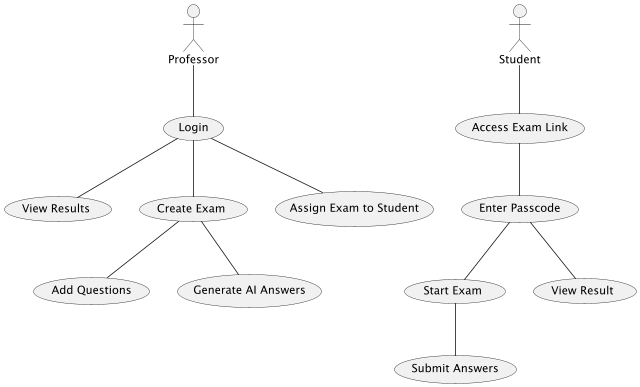 Professor
Student
Login
Access Exam Link
View Results
Create Exam
Assign Exam to Student
Enter Passcode
Add Questions
Generate AI Answers
Start Exam
View Result
Submit Answers